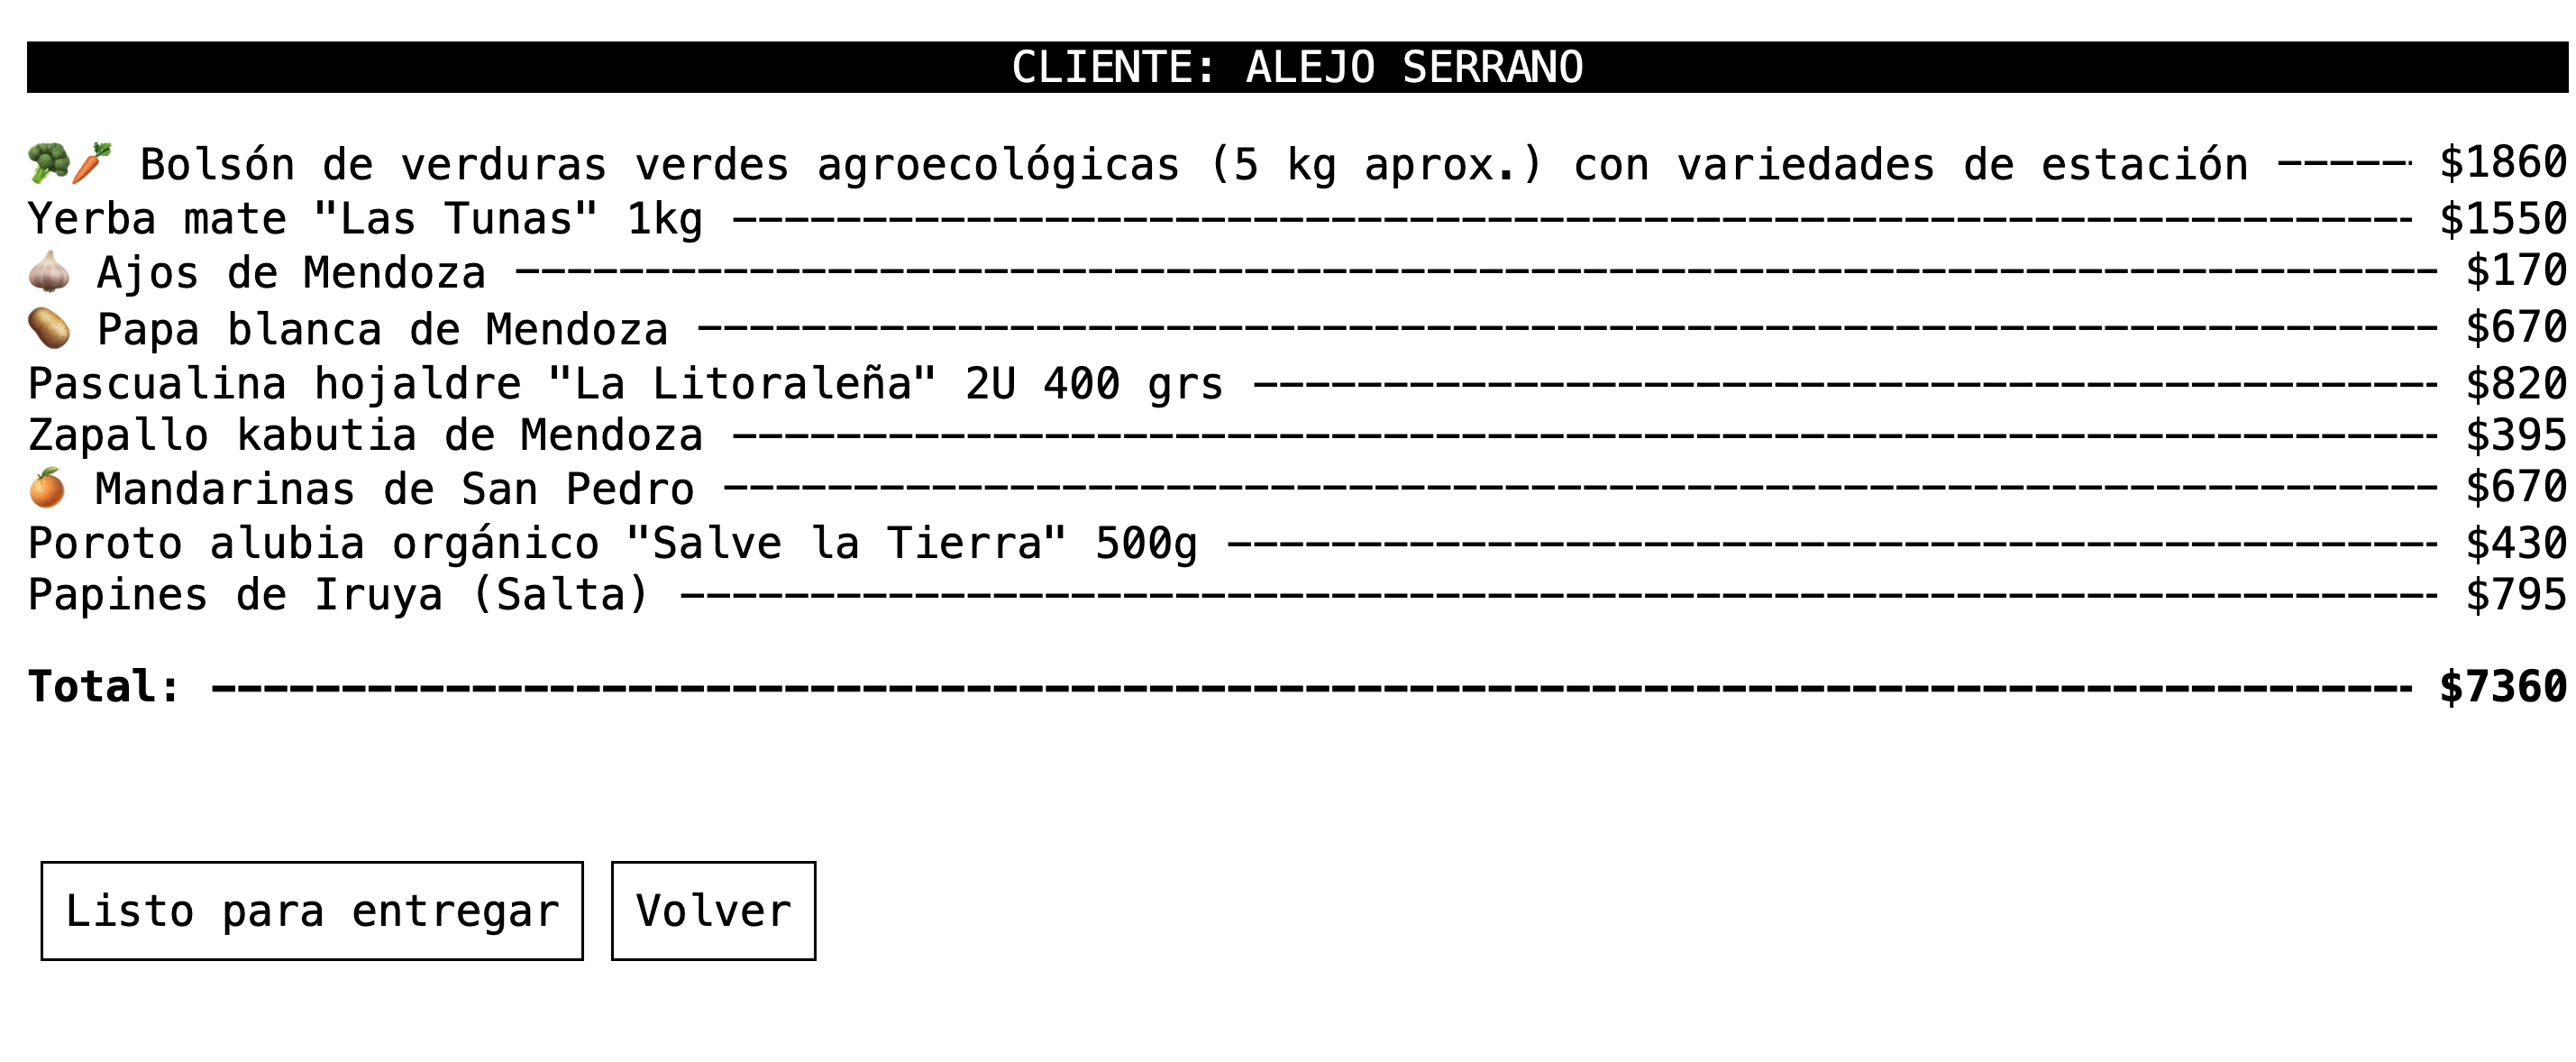 CLIENTE: ALEJO SERRANO
🥦🥕 Bolsón de verduras verdes agroecológicas (5 kg aprox.) con variedades de estación ------ $1860
Yerba mate "Las Tunas" 1kg ----------------------------------------------------------------- $1550
🧄 Ajos de Mendoza -------------------------------------------------------------------------- $170
🥔 Papa blanca de Mendoza ------------------------------------------------------------------- $670
Pascualina hojaldre "La Litoraleña" 2U 400 grs ---------------------------------------------- $820
Zapallo kabutia de Mendoza ------------------------------------------------------------------ $395
🍊 Mandarinas de San Pedro ------------------------------------------------------------------ $670
Poroto alubia orgánico "Salve la Tierra" 500g ----------------------------------------------- $430
Papines de Iruya (Salta) -------------------------------------------------------------------- $795
Total: ------------------------------------------------------------------------------------- $7360
Listo para entregar Volver